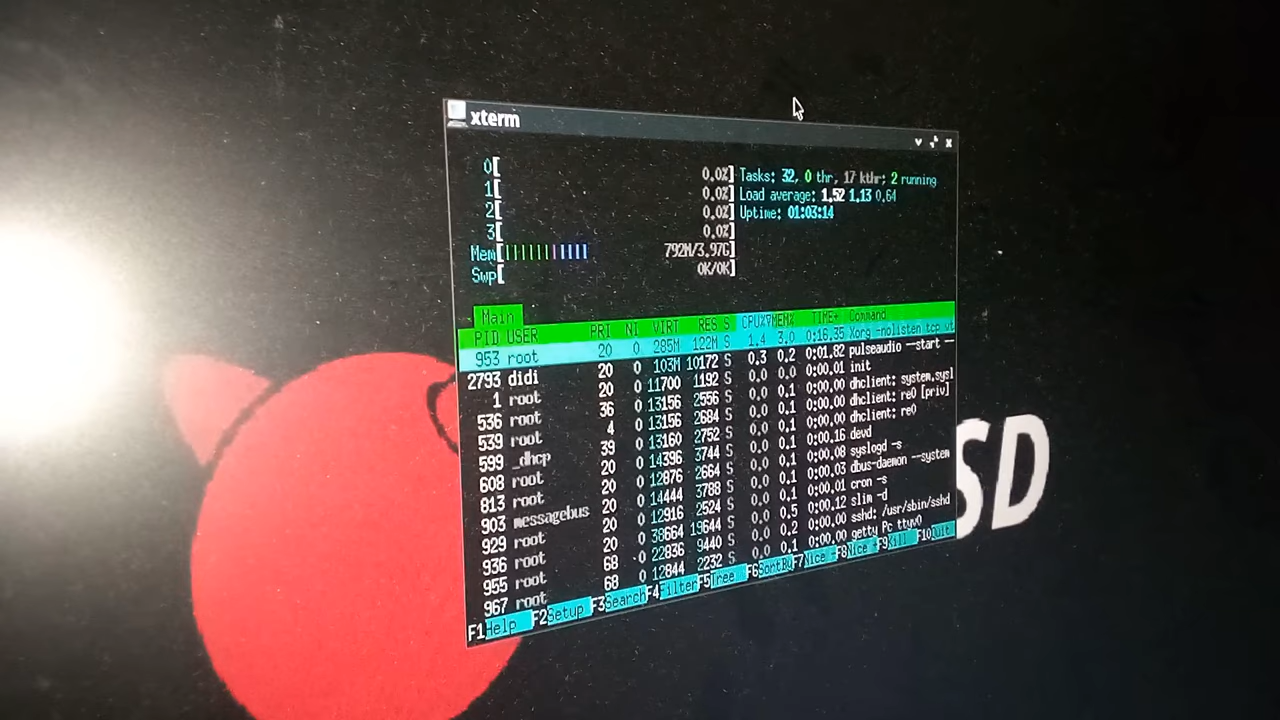 xterm
0[ 0.0%] Tasks: 32, 0 thr, 17 kthr; 2 running
1[ 0.0%] Load average: 1.52 1.13 0.64
2[ 0.0%] Uptime: 01:03:14
3[ 0.0%]
Mem[ 792M/3.97G]
Swp[ 0K/0K]
Main
PID USER PRI NI VIRT RES S CPU%▽MEM% TIME+ Command
953 root 20 0 285M 122M S 1.4 3.0 0:16.35 Xorg -nolisten tcp vt
2793 didi 20 0 103M 10172 S 0.3 0.2 0:01.82 pulseaudio --start --
1 root 20 0 11700 1192 S 0.0 0.0 0:00.01 init
536 root 36 0 13156 2556 S 0.0 0.1 0:00.00 dhclient: system.sysl
539 root 4 0 13156 2684 S 0.0 0.1 0:00.00 dhclient: re0 [priv]
599 _dhcp 39 0 13160 2752 S 0.0 0.1 0:00.00 dhclient: re0
608 root 20 0 14396 3744 S 0.0 0.1 0:00.16 devd
813 root 20 0 12876 2664 S 0.0 0.1 0:00.08 syslogd -s
903 messagebus 20 0 14444 3788 S 0.0 0.1 0:00.03 dbus-daemon --system
929 root 20 0 12916 2524 S 0.0 0.1 0:00.01 cron -s
936 root 20 0 38664 19644 S 0.0 0.5 0:00.12 slim -d
955 root 68 -0 22836 9440 S 0.0 0.2 0:00.00 sshd: /usr/sbin/sshd
967 root 68 0 12844 2232 S 0.0 0.1 0:00.00 getty Pc ttyv0
F1Help F2Setup F3Search F4Filter F5Tree F6SortBy F7Nice - F8Nice + F9Kill F10Quit
SD